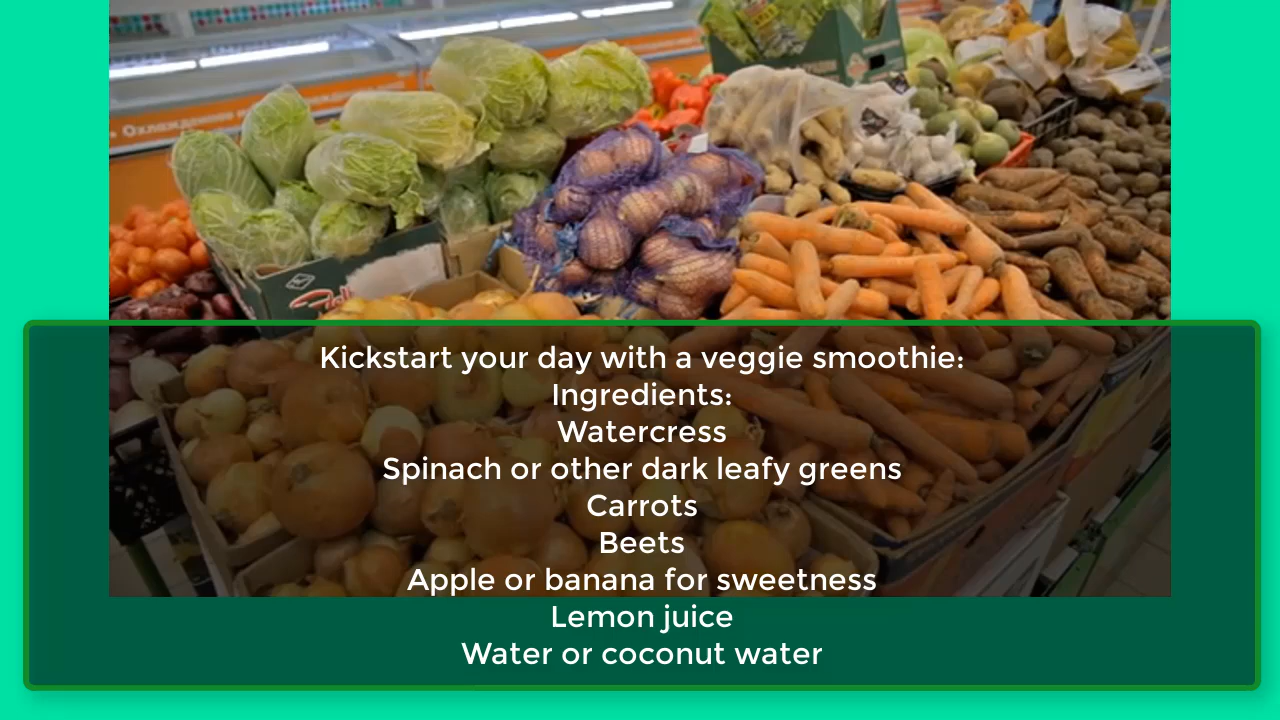 Охлаждённое
Kickstart your day with a veggie smoothie:
Ingredients:
Watercress
Spinach or other dark leafy greens
Carrots
Beets
Apple or banana for sweetness
Lemon juice
Water or coconut water